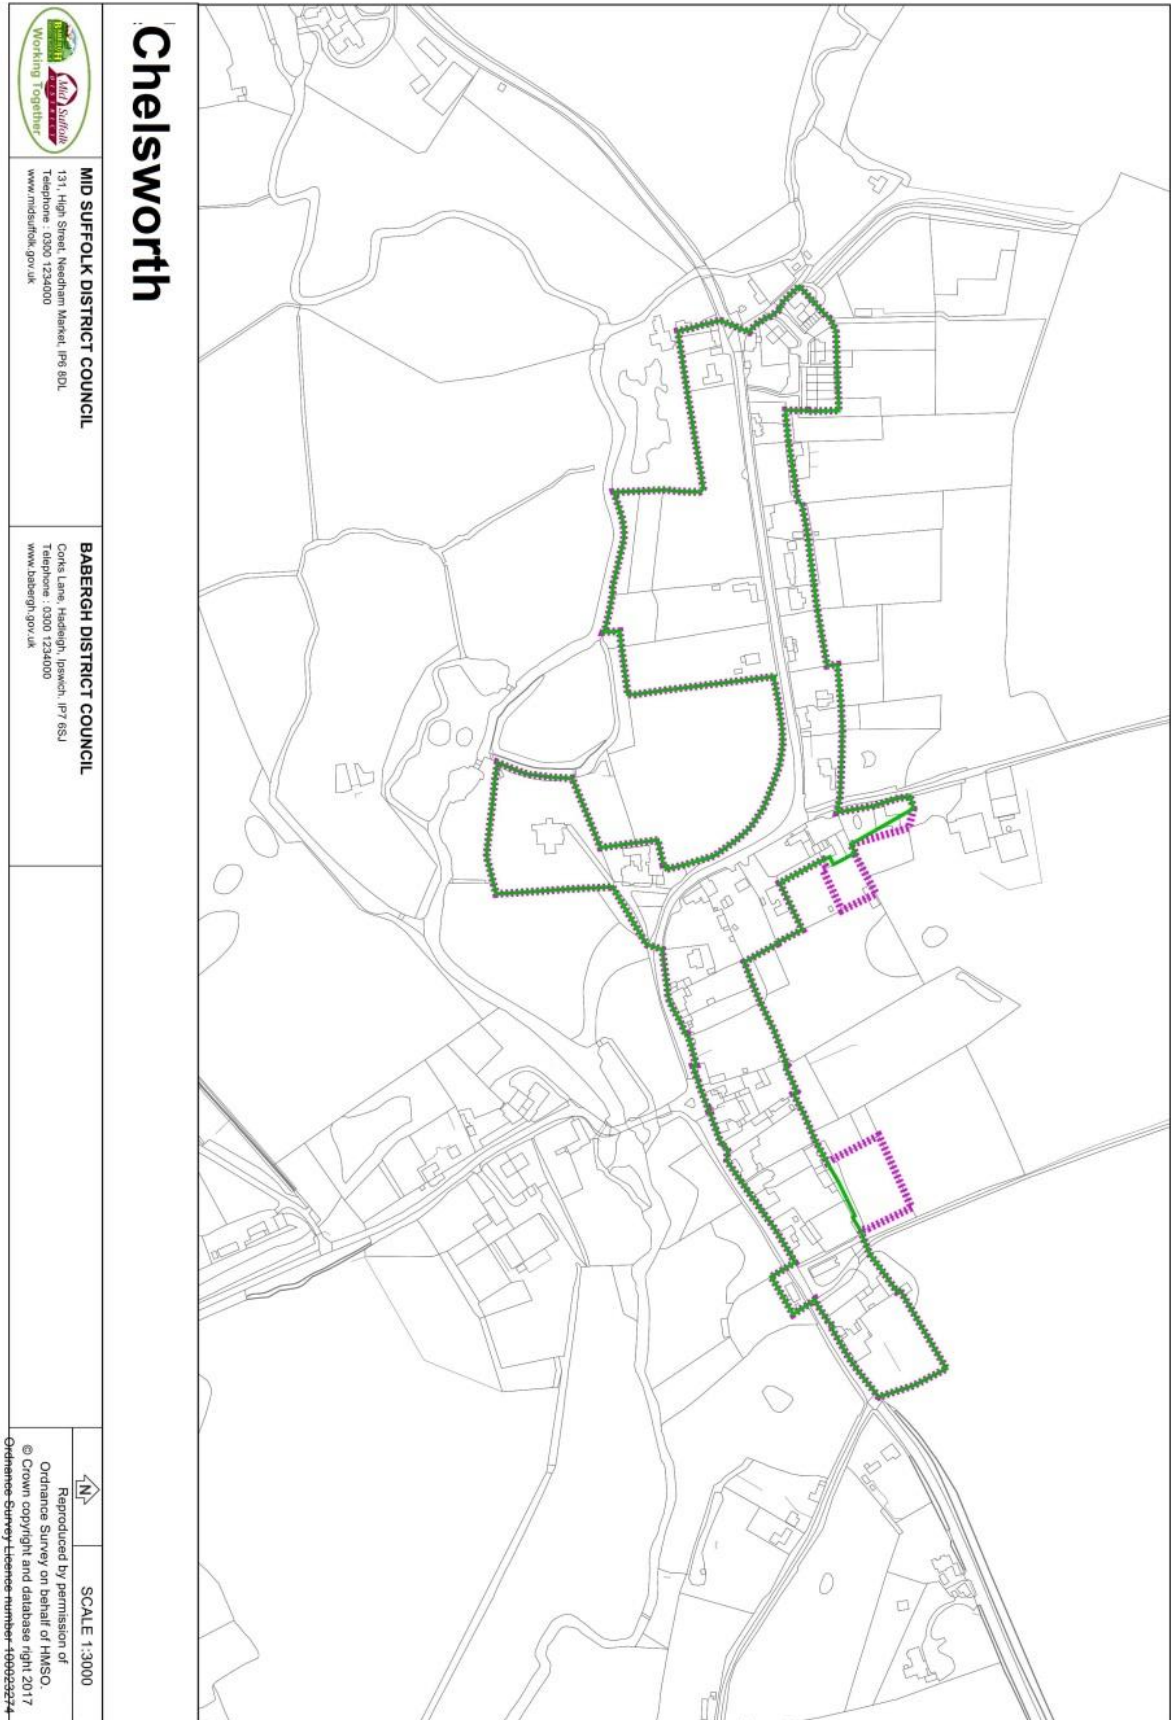 Chelsworth
BABERGH
Mid Suffolk
DISTRICT
Working Together
MID SUFFOLK DISTRICT COUNCIL
131, High Street, Needham Market, IP6 8DL
Telephone : 0300 1234000
www.midsuffolk.gov.uk
BABERGH DISTRICT COUNCIL
Corks Lane, Hadleigh, Ipswich, IP7 6SJ
Telephone : 0300 1234000
www.babergh.gov.uk
N
SCALE 1:3000
Reproduced by permission of
Ordnance Survey on behalf of HMSO.
© Crown copyright and database right 2017
Ordnance Survey Licence number 100023274